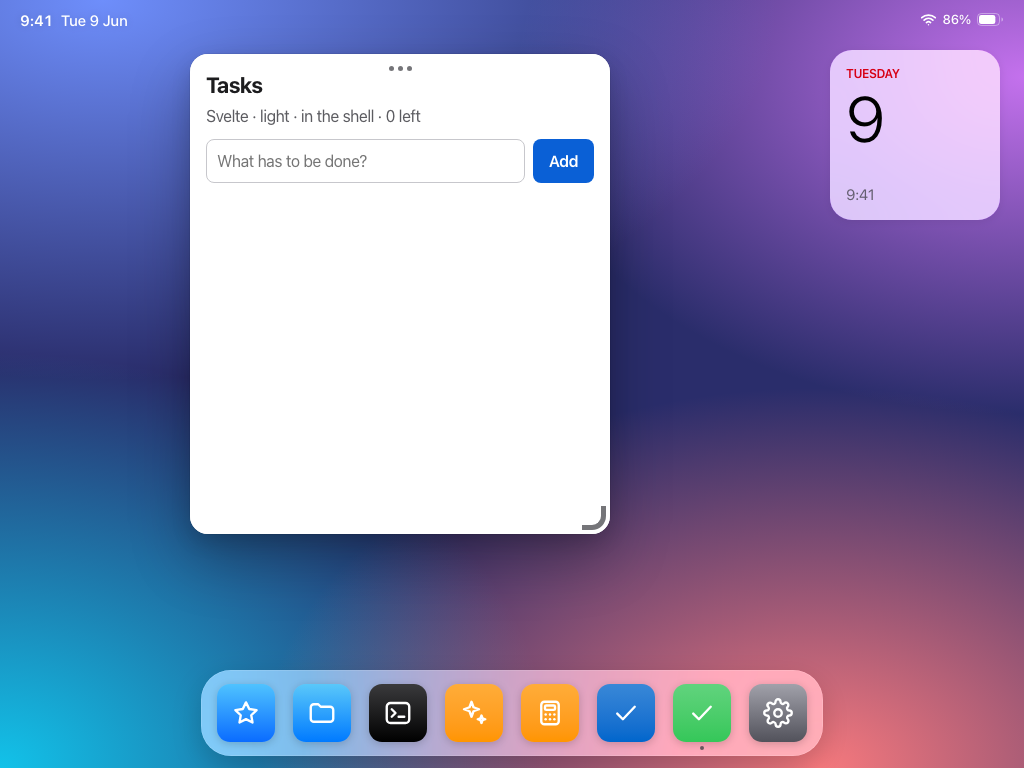 9:41 Tue 9 Jun
86%
Tasks
Svelte · light · in the shell · 0 left
What has to be done?
Add
TUESDAY
9
9:41